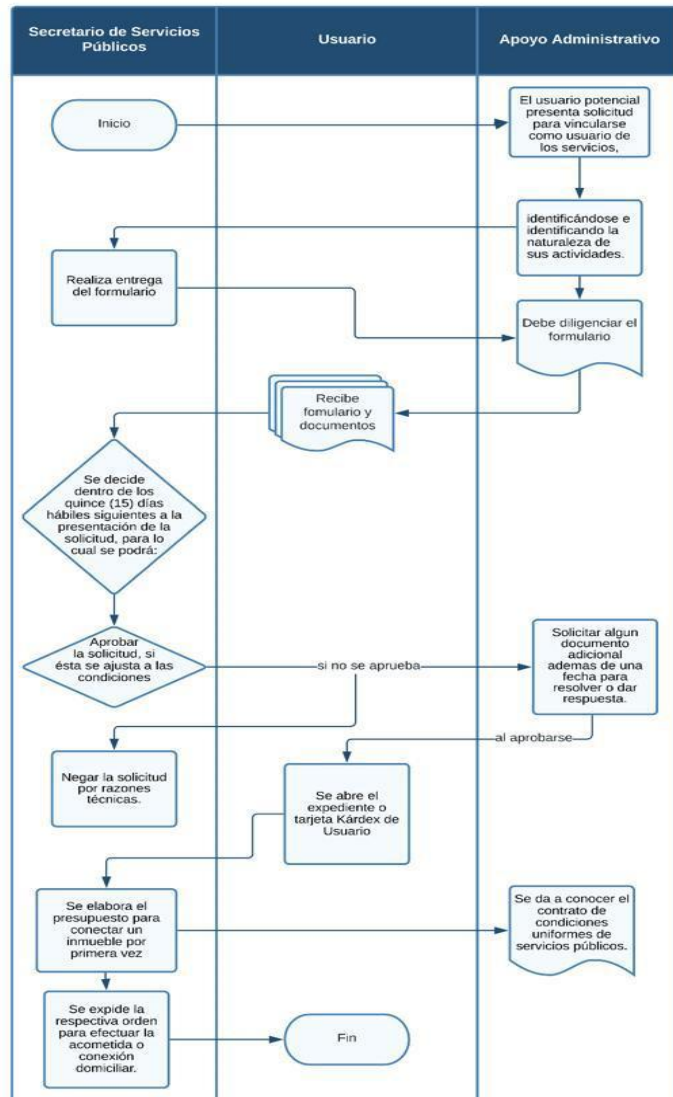 Secretario de Servicios
Públicos
Usuario
Apoyo Administrativo
Inicio
El usuario potencial
presenta solicitud
para vincularse
como usuario de
los servicios,
identificándose e
identificando la
naturaleza de
sus actividades.
Realiza entrega
del formulario
Debe diligenciar el
formulario
Recibe
fomulario y
documentos
Se decide
dentro de los
quince (15) días
hábiles siguientes a la
presentación de la
solicitud, para lo
cual se podrá:
Aprobar
la solicitud, si
ésta se ajusta a las
condiciones
si no se aprueba
Solicitar algun
documento
adicional
ademas de una
fecha para
resolver o dar
respuesta.
al aprobarse
Negar la solicitud
por razones
técnicas.
Se abre el
expediente o
tarjeta Kárdex de
Usuario
Se elabora el
presupuesto para
conectar un
inmueble por
primera vez
Se da a conocer el
contrato de
condiciones
uniformes de
servicios públicos.
Se expide la
respectiva orden
para efectuar la
acometida o
conexión
domiciliar.
Fin